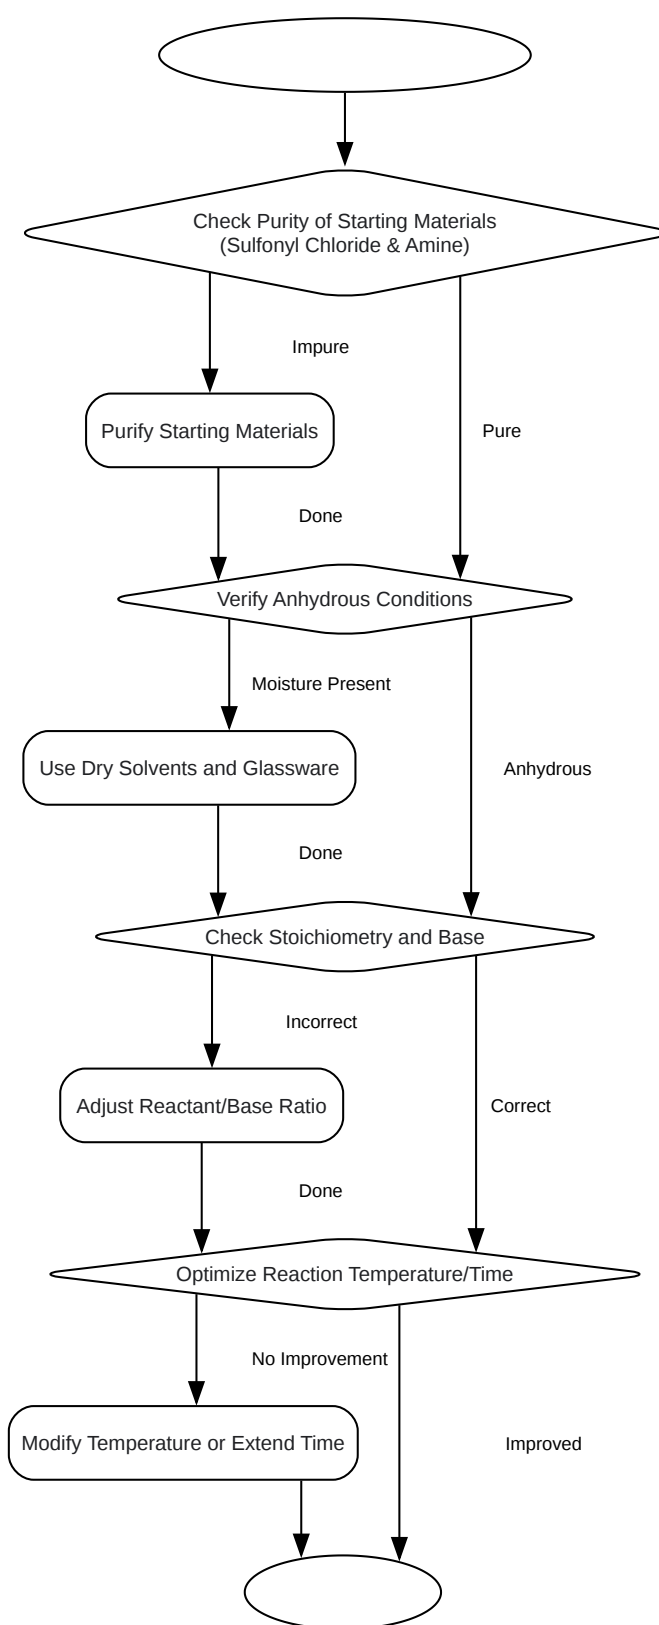 Check Purity of Starting Materials
(Sulfonyl Chloride & Amine)
Impure
Purify Starting Materials
Pure
Done
Verify Anhydrous Conditions
Moisture Present
Use Dry Solvents and Glassware
Anhydrous
Done
Check Stoichiometry and Base
Incorrect
Adjust Reactant/Base Ratio
Correct
Done
Optimize Reaction Temperature/Time
No Improvement
Modify Temperature or Extend Time
Improved